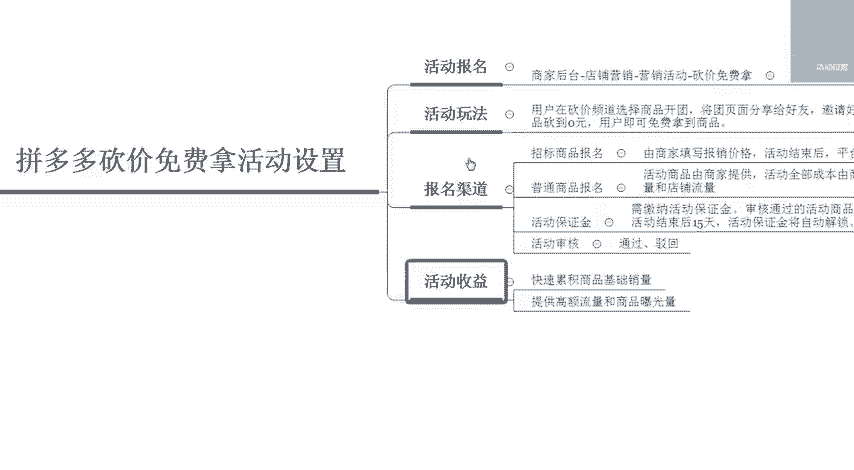 活动报名
商家后台-店铺营销-营销活动-砍价免费拿
活动玩法
用户在砍价频道选择商品开团，将团页面分享给好友，邀请好
品砍到0元，用户即可免费拿到商品。
拼多多砍价免费拿活动设置
报名渠道
招标商品报名
由商家填写报销价格，活动结束后，平台
普通商品报名
活动商品由商家提供，活动全部成本由商
量和店铺流量
活动保证金
需缴纳活动保证金。审核通过的活动商品
活动结束后15天，活动保证金将自动解锁。
活动审核
通过、驳回
活动收益
快速累积商品基础销量
提供高额流量和商品曝光量